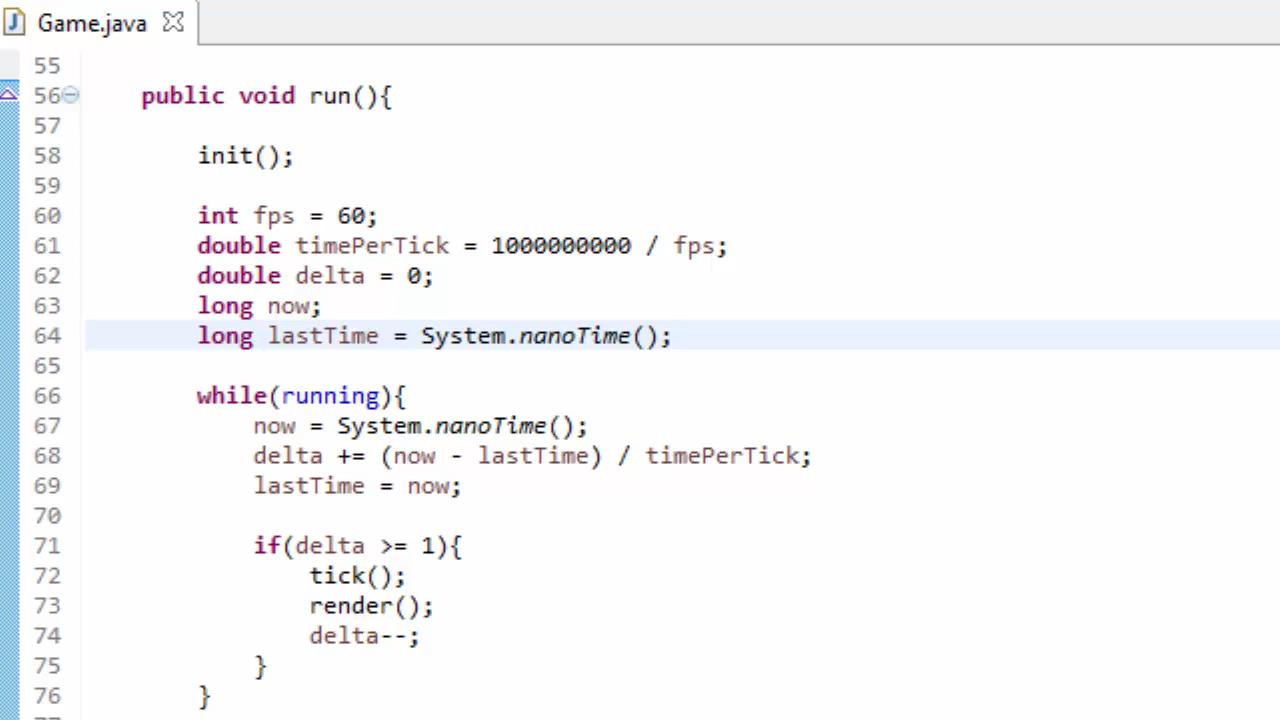 Game.java
55
56 public void run(){
57
58 init();
59
60 int fps = 60;
61 double timePerTick = 1000000000 / fps;
62 double delta = 0;
63 long now;
64 long lastTime = System.nanoTime();
65
66 while(running){
67 now = System.nanoTime();
68 delta += (now - lastTime) / timePerTick;
69 lastTime = now;
70
71 if(delta >= 1){
72 tick();
73 render();
74 delta--;
75 }
76 }